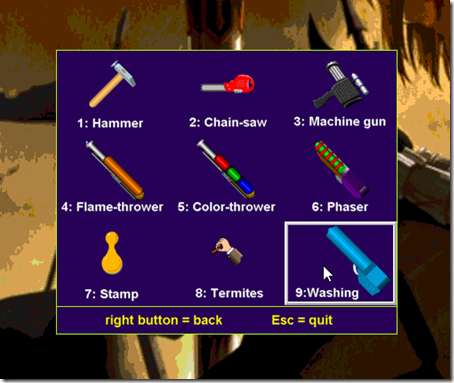 1: Hammer
2: Chain-saw
3: Machine gun
4: Flame-thrower
5: Color-thrower
6: Phaser
7: Stamp
8: Termites
9:Washing
right button = back
Esc = quit